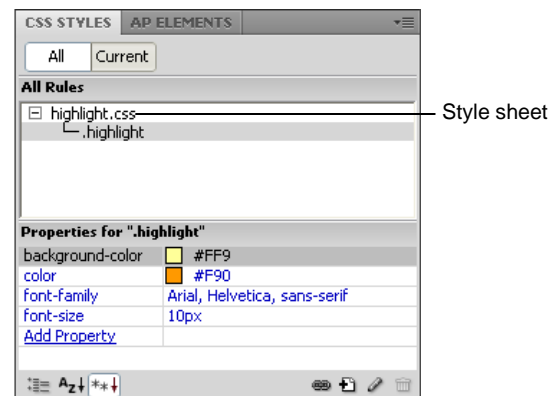 CSS STYLES AP ELEMENTS
All Current
All Rules
highlight.css Style sheet
.highlight
Properties for ".highlight"
background-color #FF9
color #F90
font-family Arial, Helvetica, sans-serif
font-size 10px
Add Property
Az **